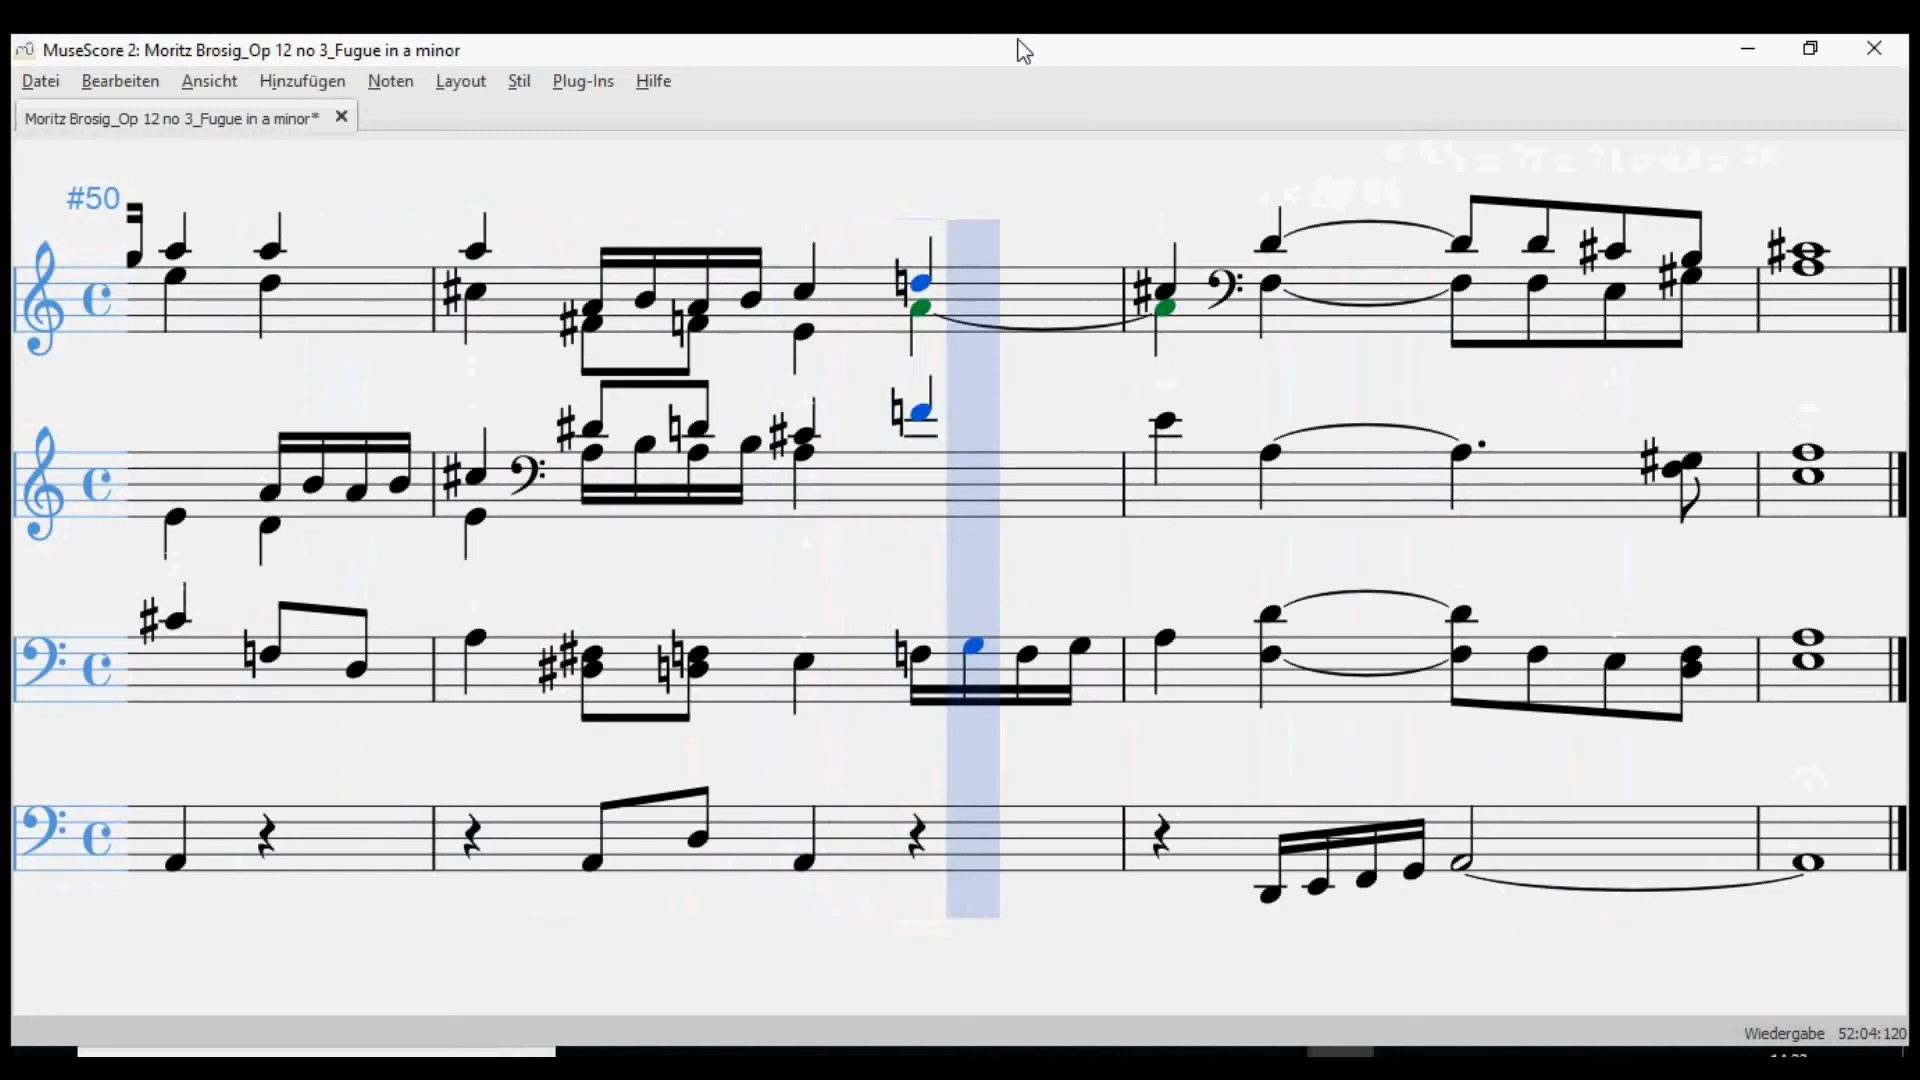 MuseScore 2: Moritz Brosig_Op 12 no 3_Fugue in a minor
Datei Bearbeiten Ansicht Hinzufügen Noten Layout Stil Plug-Ins Hilfe
Moritz Brosig_Op 12 no 3_Fugue in a minor*
#50
Wiedergabe 52:04:120